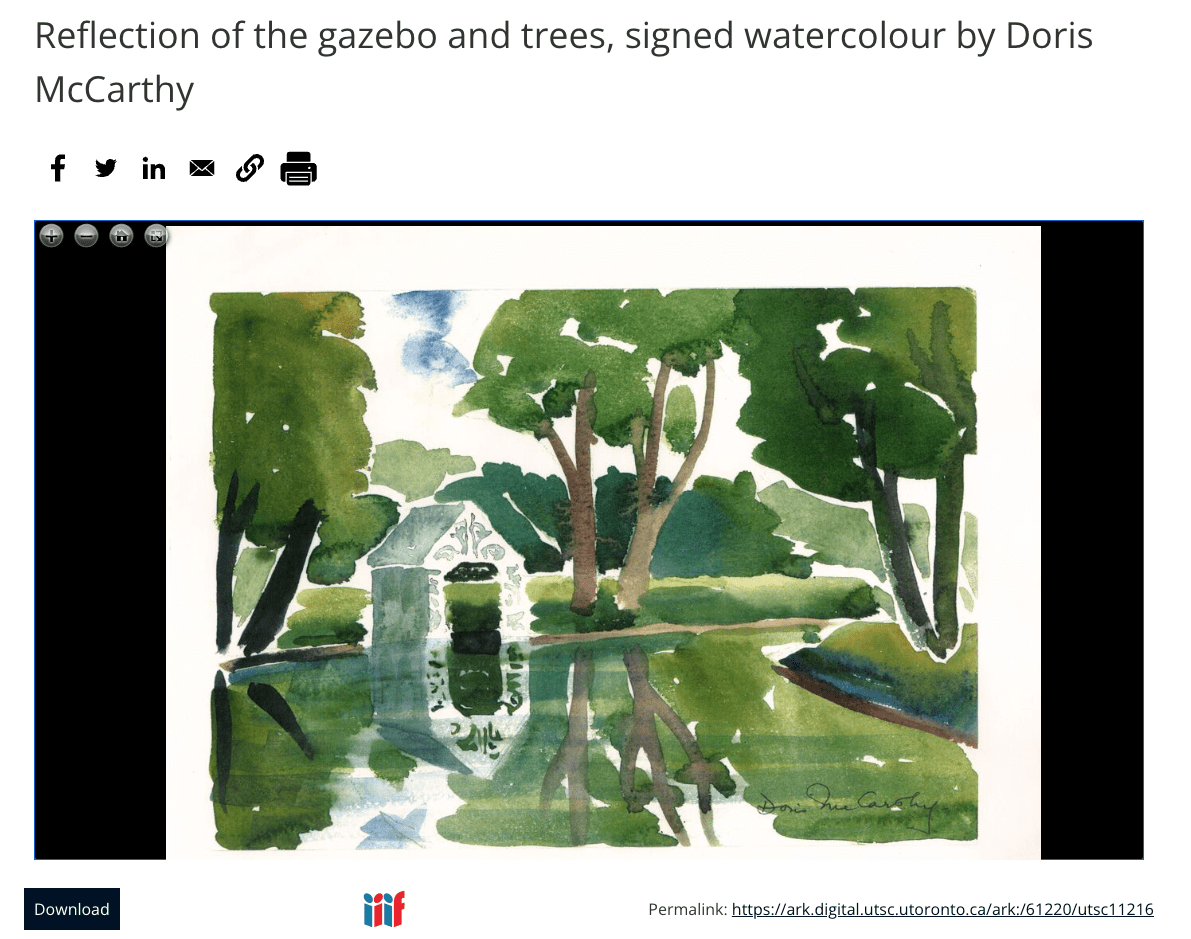 Reflection of the gazebo and trees, signed watercolour by Doris
McCarthy
Doris McCarthy
iiif
Download
Permalink: https://ark.digital.utsc.utoronto.ca/ark:/61220/utsc11216